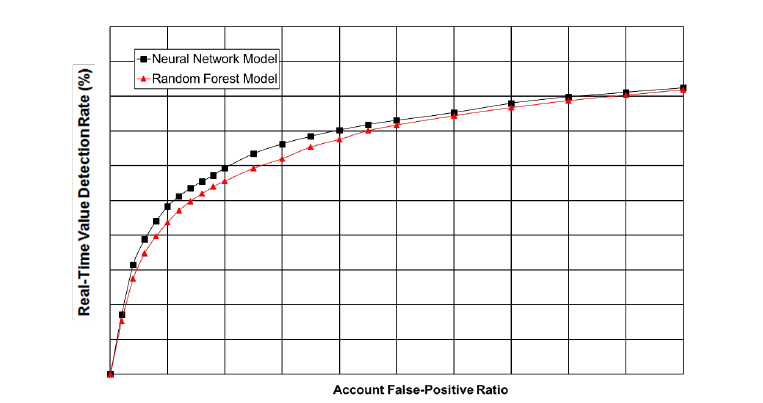 Neural Network Model
Random Forest Model
Real-Time Value Detection Rate (%)
Account False-Positive Ratio